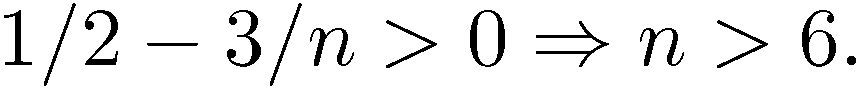 1/2 − 3/n > 0 ⇒ n > 6.